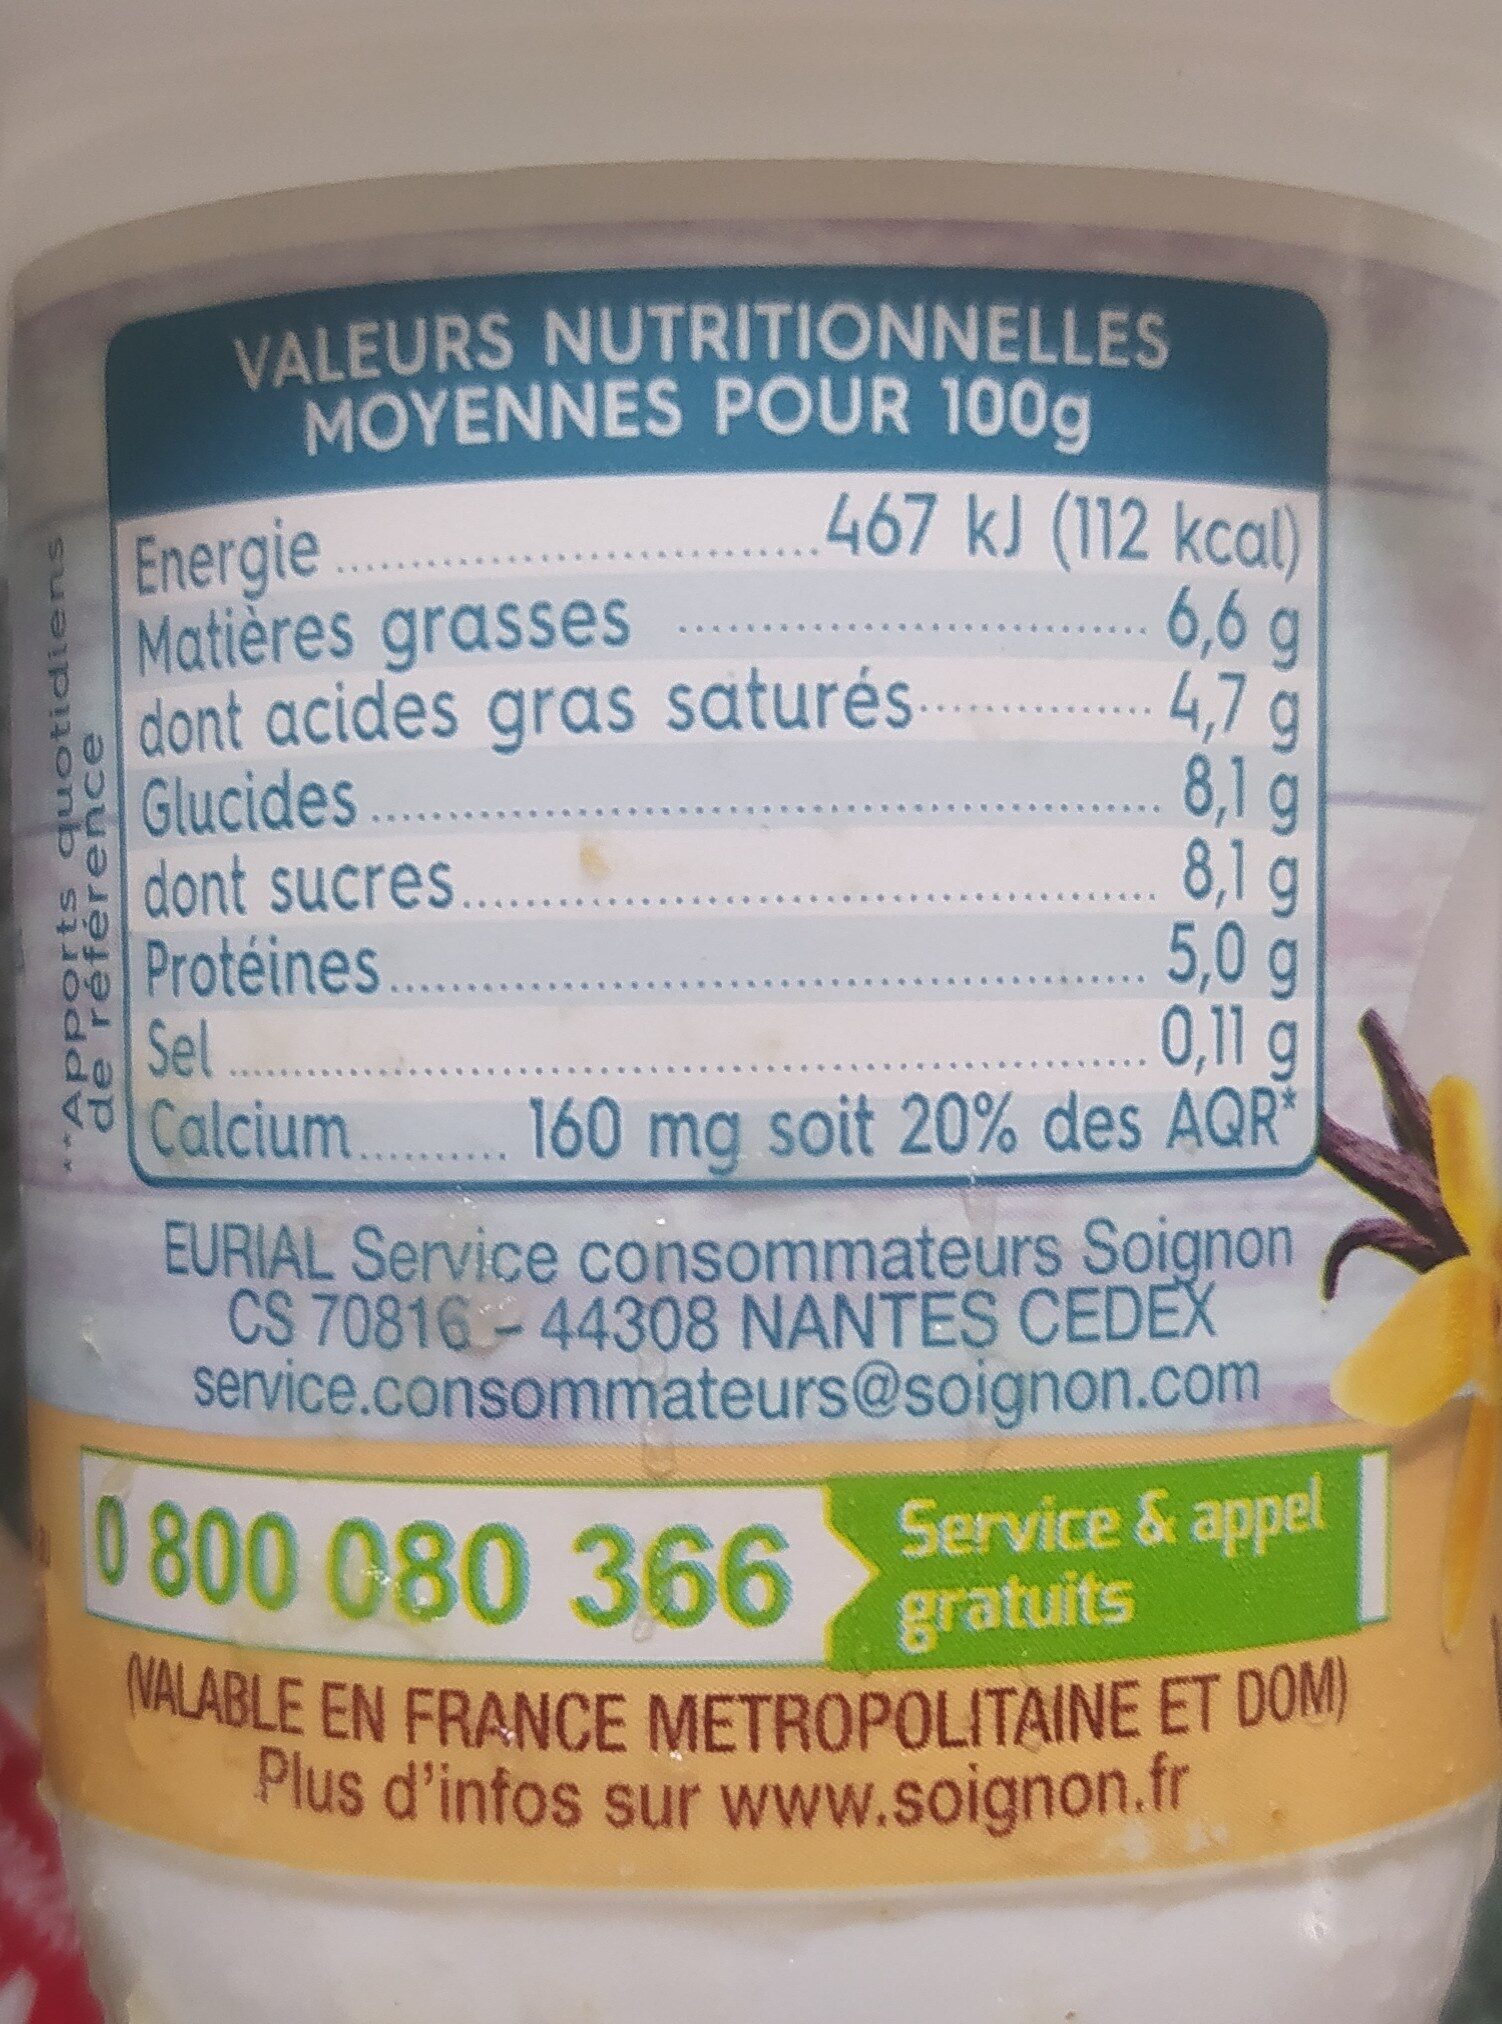 VALEURS NUTRITIONNELLES
MOYENNES POUR 100g
Energie .................... 467 kJ (112 kcal)
Matières grasses .................... 6,6 g
dont acides gras saturés .................... 4,7 g
Glucides .................... 8,1 g
dont sucres .................... 8,1 g
Protéines .................... 5,0 g
Sel .................... 0,11 g
Calcium .......... 160 mg soit 20% des AQR*
**Apports quotidiens
de référence
EURIAL Service consommateurs Soignon
CS 70816 - 44308 NANTES CEDEX
service.consommateurs@soignon.com
0 800 080 366 Service & appel
gratuits
(VALABLE EN FRANCE METROPOLITAINE ET DOM)
Plus d'infos sur www.soignon.fr